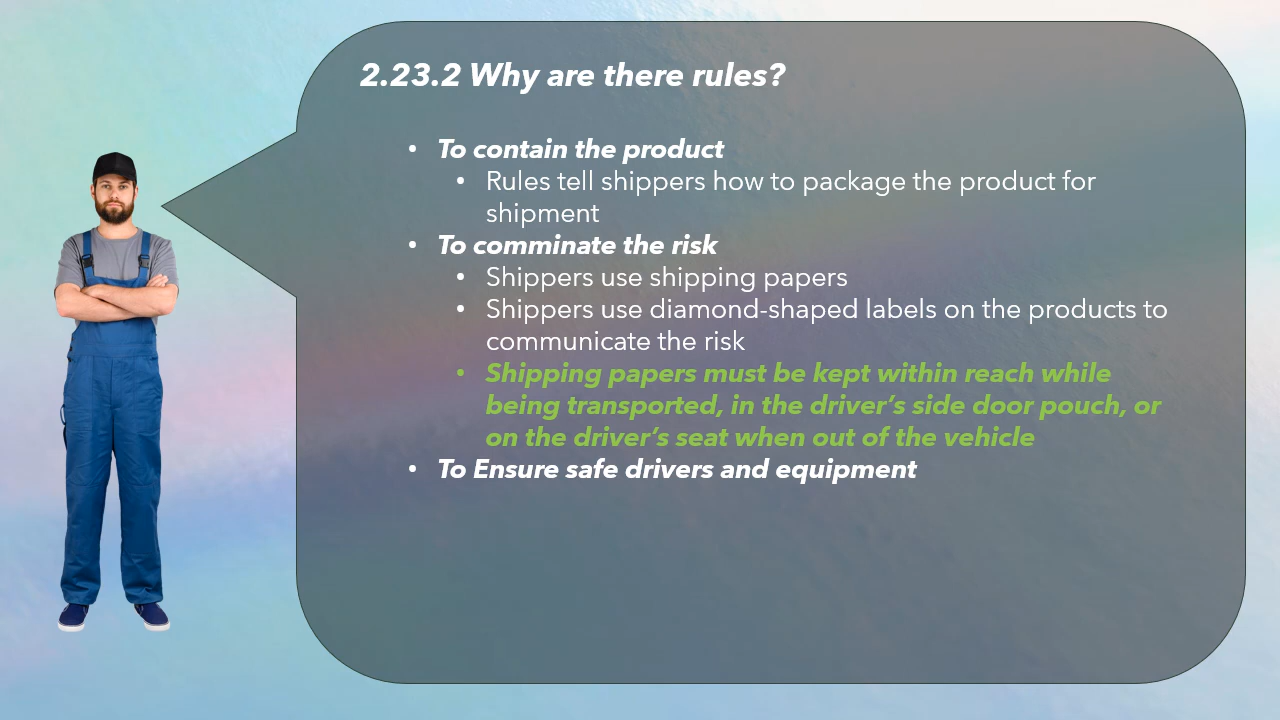 2.23.2 Why are there rules?
• To contain the product
• Rules tell shippers how to package the product for
shipment
• To comminate the risk
• Shippers use shipping papers
• Shippers use diamond-shaped labels on the products to
communicate the risk
• Shipping papers must be kept within reach while
being transported, in the driver’s side door pouch, or
on the driver’s seat when out of the vehicle
• To Ensure safe drivers and equipment